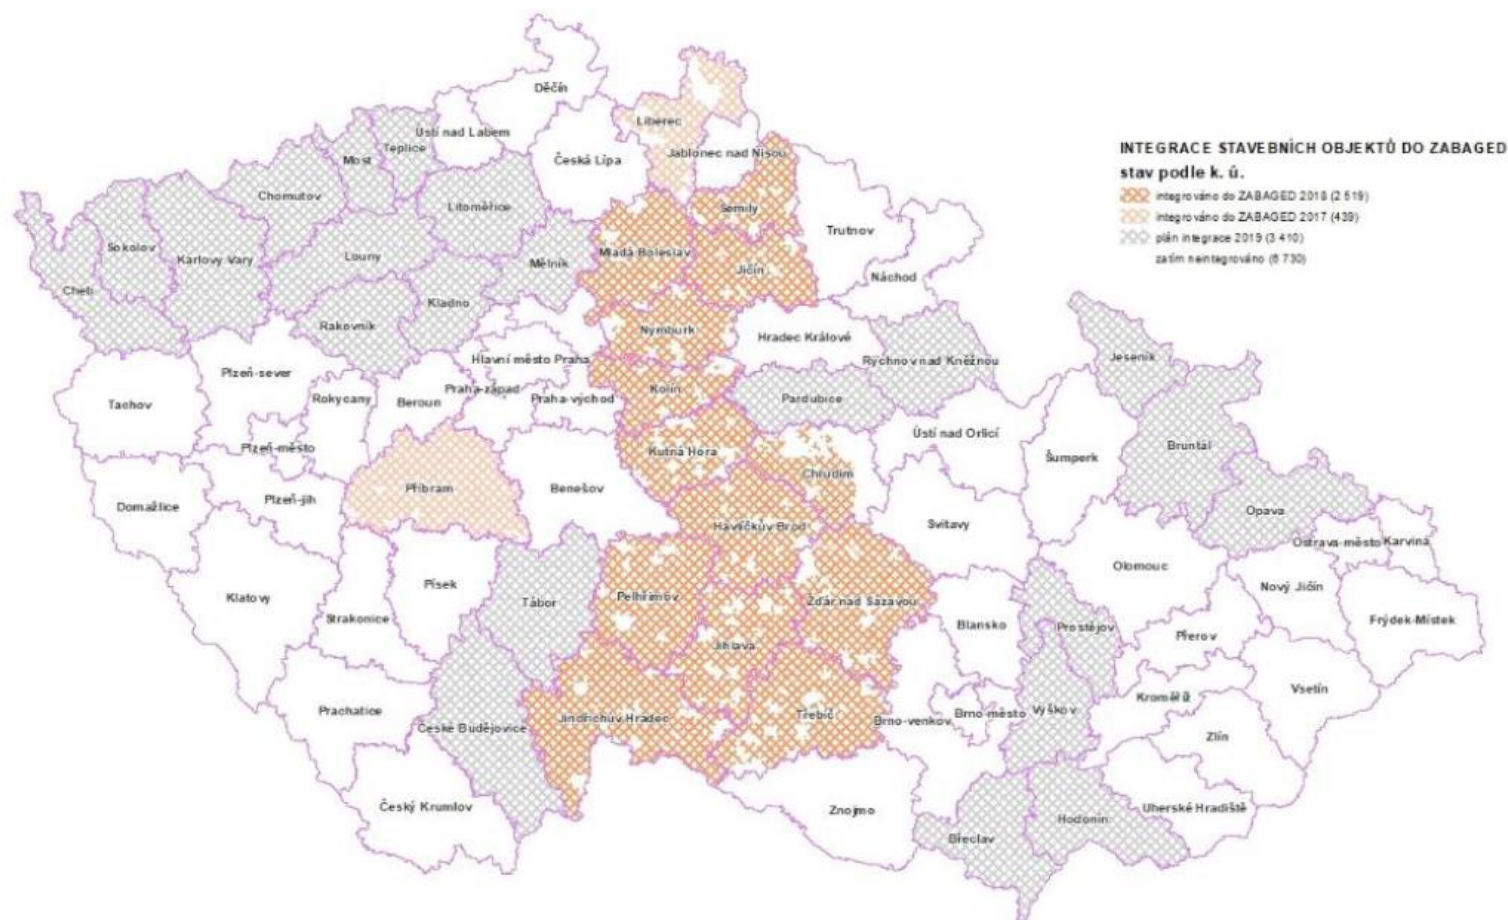 Děčín
Ústí nad Labem
Teplice
Most
Liberec
Česká Lípa
Jablonec nad Nisou
INTEGRACE STAVEBNÍCH OBJEKTŮ DO ZABAGED
stav podle k. ú.
integrováno do ZABAGED 2018 (2 519)
integrováno do ZABAGED 2017 (439)
plán integrace 2019 (3 410)
zatím neintegrováno (6 730)
Chomutov
Litoměřice
Semily
Trutnov
Sokolov
Karlovy Vary
Louny
Mělník
Mladá Boleslav
Jičín
Náchod
Cheb
Kladno
Rakovník
Nymburk
Hradec Králové
Rychnov nad Kněžnou
Jeseník
Hlavní město Praha
Plzeň-sever
Rokycany
Beroun
Praha-západ
Praha-východ
Kolín
Pardubice
Tachov
Plzeň-město
Kutná Hora
Ústí nad Orlicí
Šumperk
Bruntál
Chrudim
Příbram
Benešov
Plzeň-jih
Domažlice
Havlíčkův Brod
Svitavy
Opava
Ostrava-město
Karviná
Olomouc
Nový Jičín
Klatovy
Písek
Strakonice
Tábor
Pelhřimov
Žďár nad Sázavou
Jihlava
Blansko
Prostějov
Přerov
Frýdek-Místek
Prachatice
České Budějovice
Jindřichův Hradec
Třebíč
Brno-venkov
Brno-město
Vyškov
Kroměříž
Vsetín
Zlín
Český Krumlov
Znojmo
Břeclav
Hodonín
Uherské Hradiště